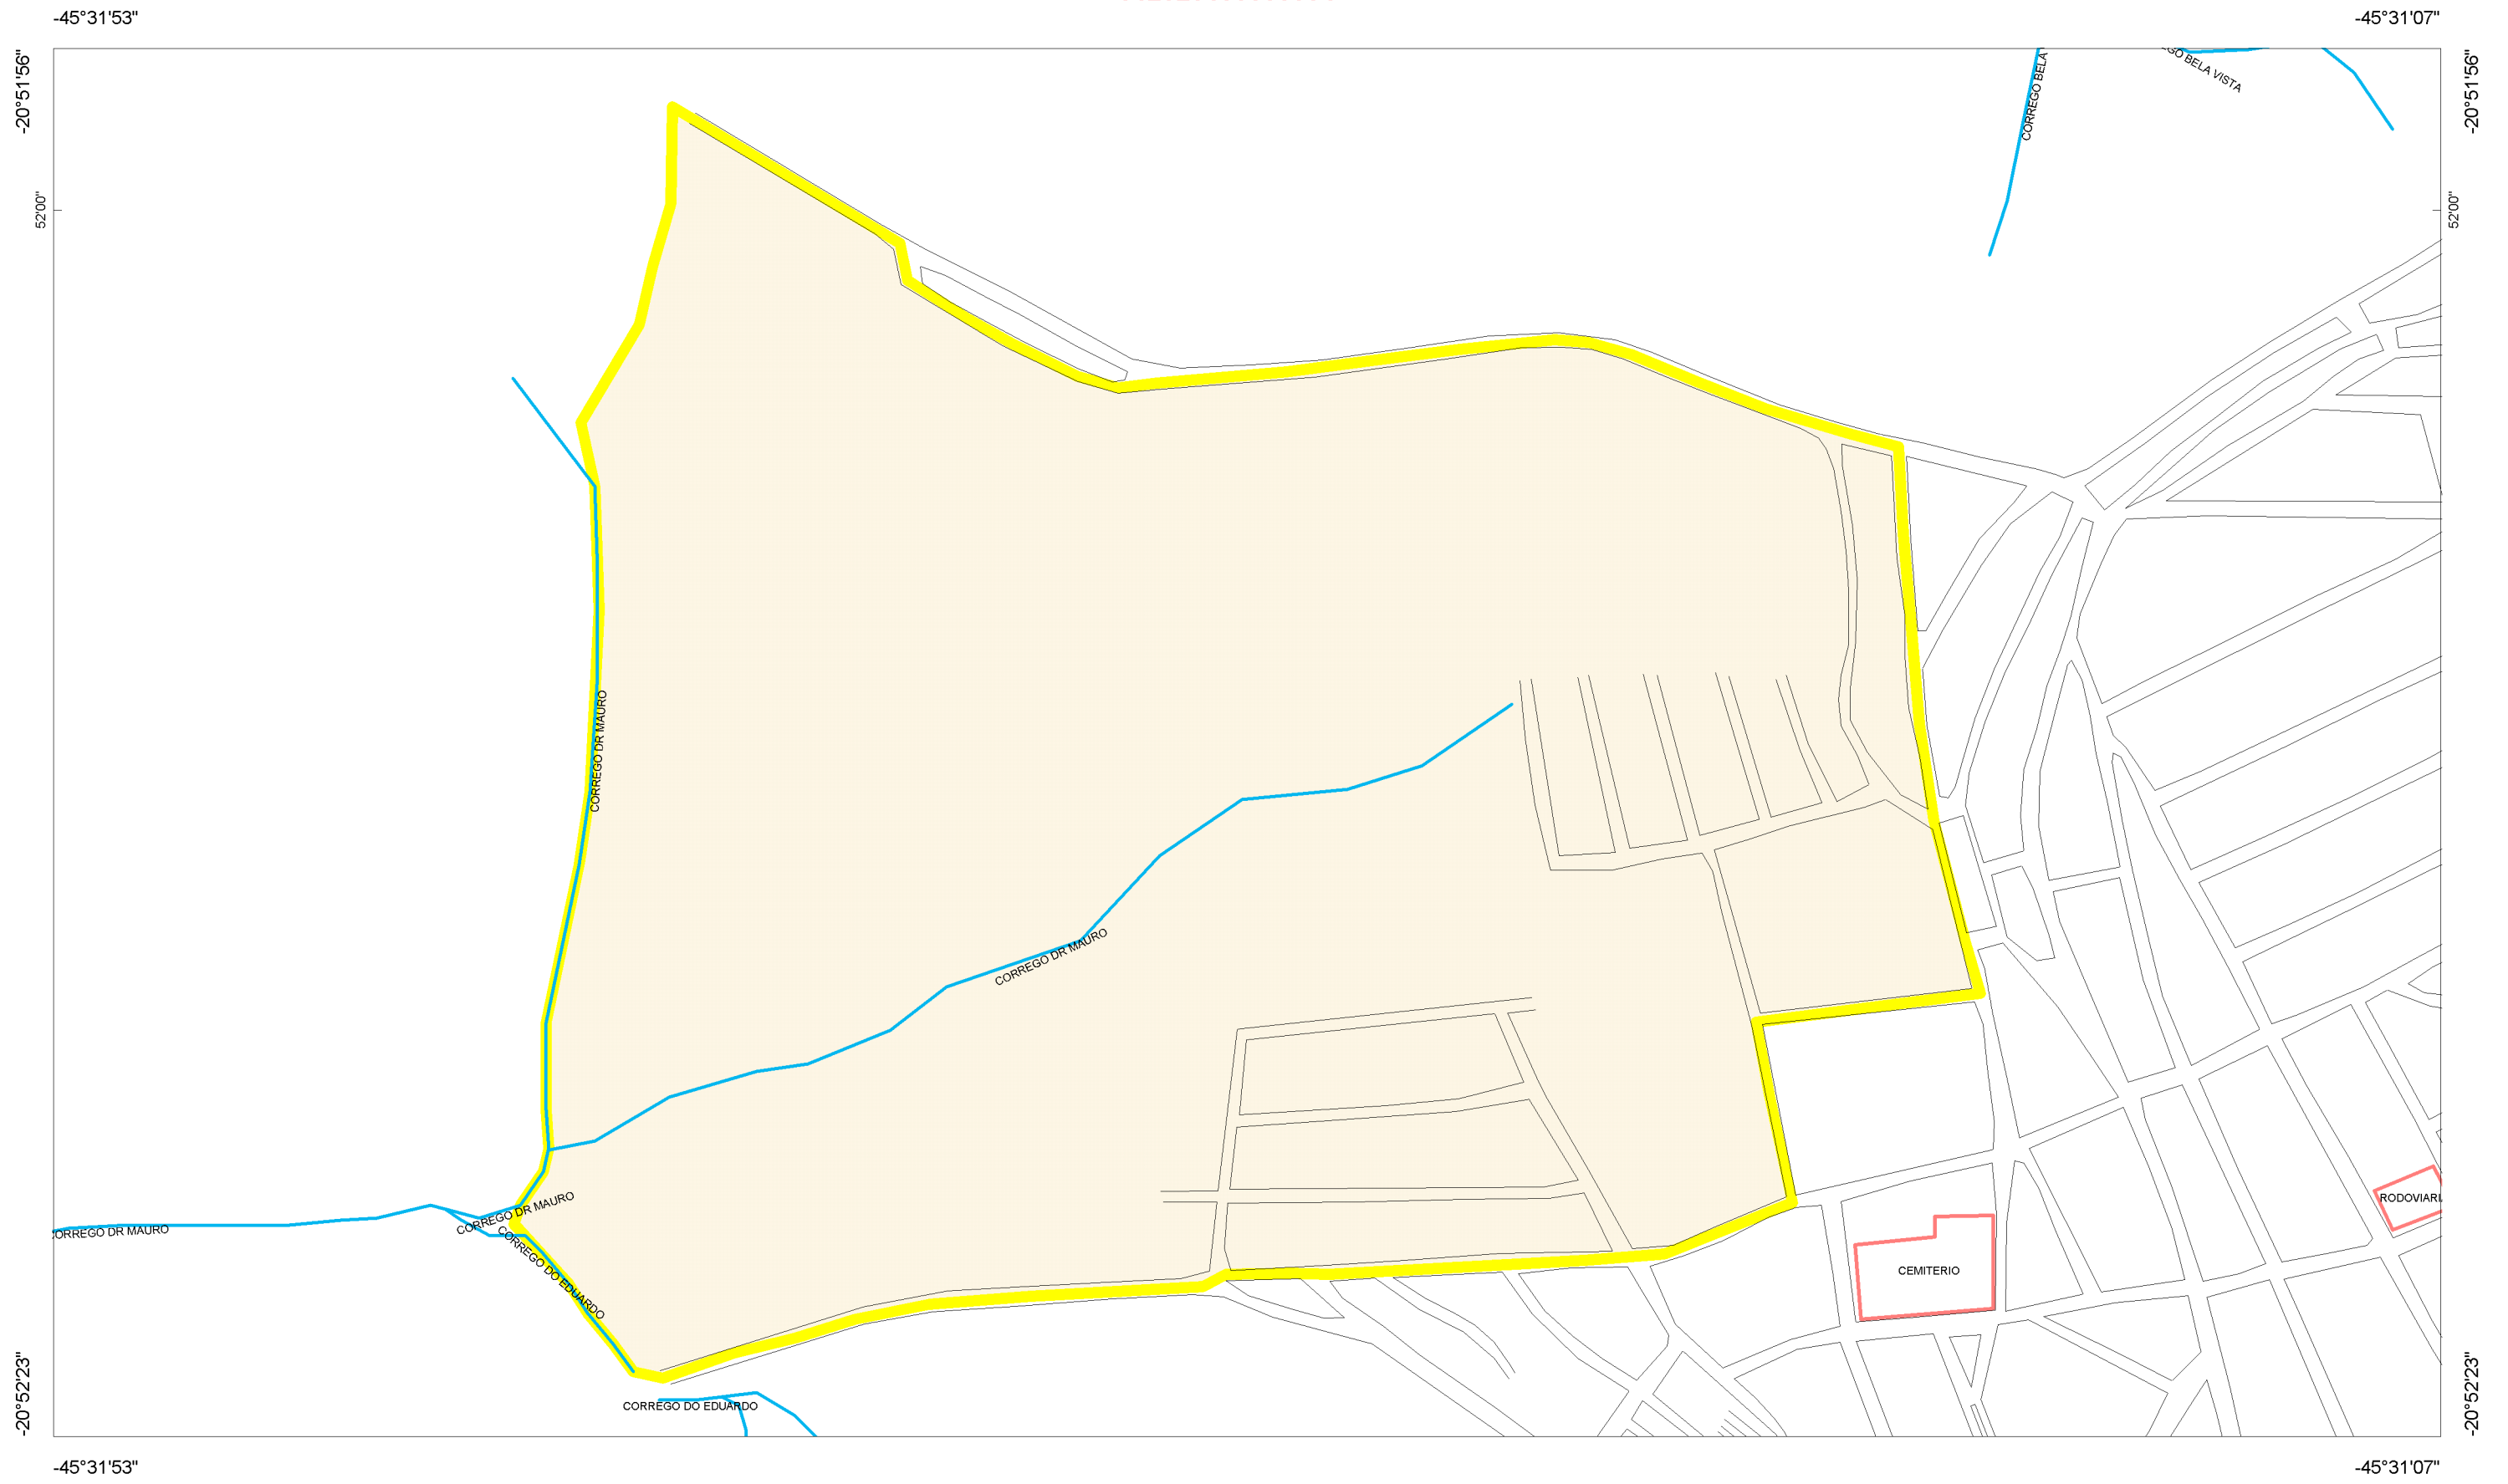 -45°31'53"
-45°31'07"
-20°51'56"
-20°51'56"
CORREGO BELA
GO BELA VISTA
52'00"
52'00"
CORREGO DR MAURO
CORREGO DR MAURO
CORREGO DR MAURO
CORREGO DR MAURO
CORREGO DO EDUARDO
RODOVIARI
CEMITERIO
CORREGO DO EDUARDO
-20°52'23"
-20°52'23"
-45°31'53"
-45°31'07"